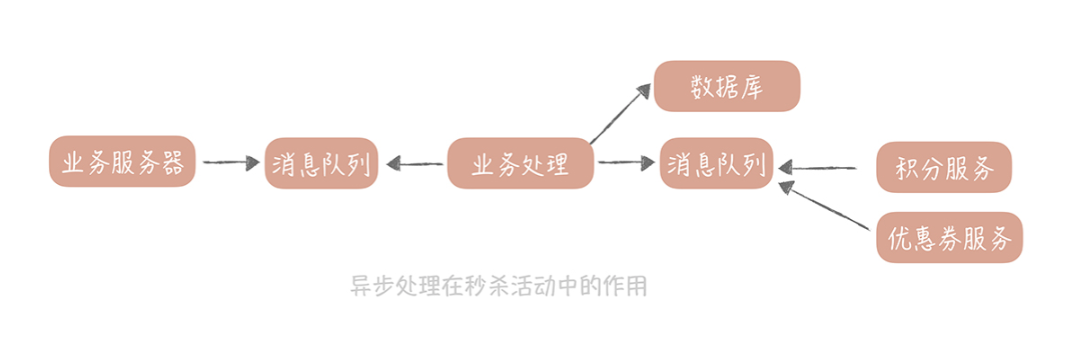 数据库
业务服务器
消息队列
业务处理
消息队列
积分服务
优惠券服务
异步处理在秒杀活动中的作用